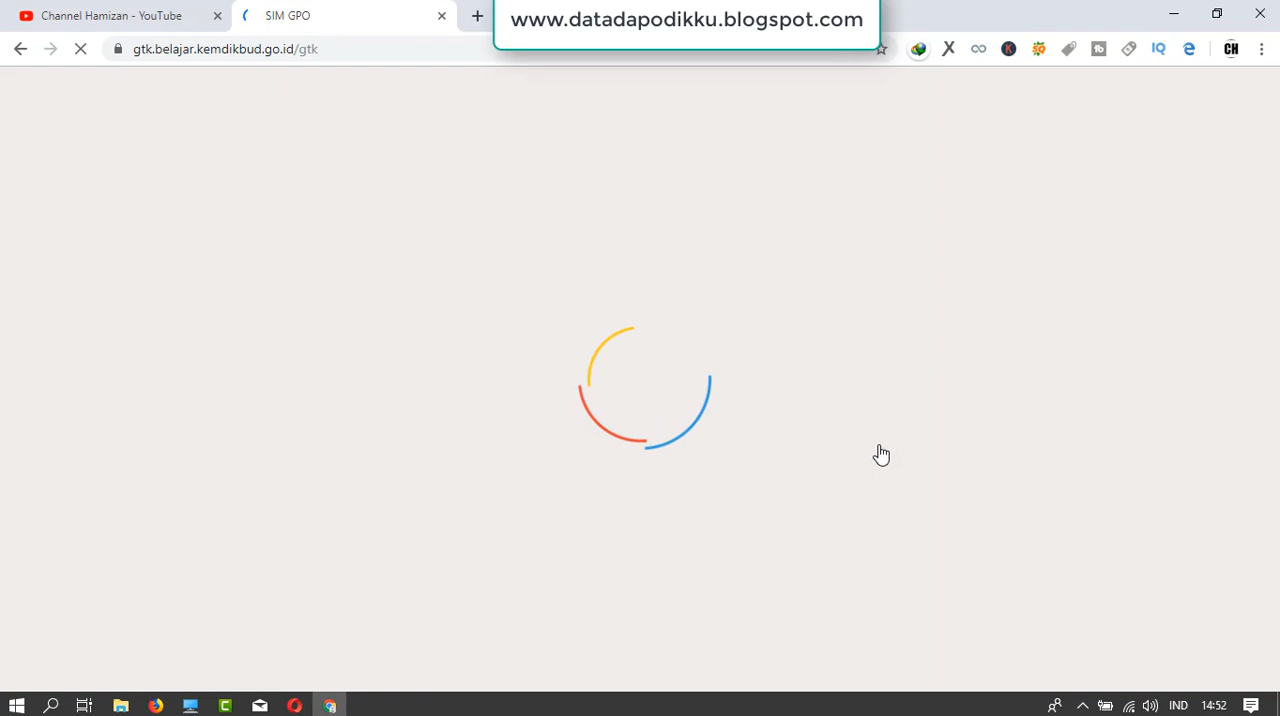 Channel Hamizan - YouTube
SIM GPO
www.datadapodikku.blogspot.com
gtk.belajar.kemdikbud.go.id/gtk
X
K
IQ
CH
IND
14:52